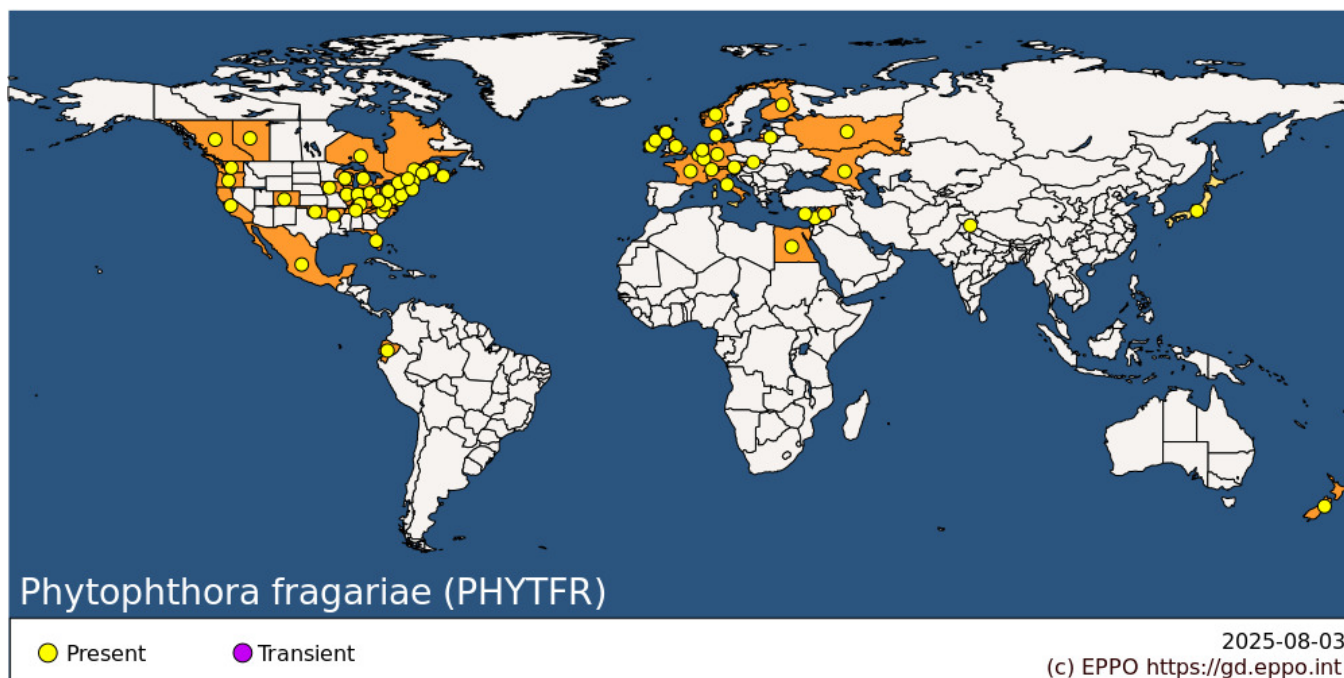 Phytophthora fragariae (PHYTFR)
Present
Transient
2025-08-03
(c) EPPO https://gd.eppo.int